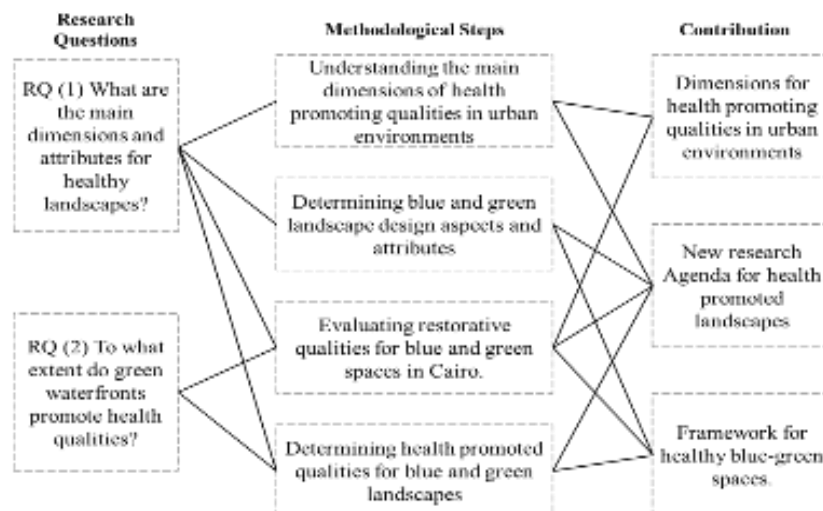 Research
Questions
RQ (1) What are
the main
dimensions and
attributes for
healthy
landscapes?
RQ (2) To what
extent do green
waterfronts
promote health
qualities?
Methodological Steps
Understanding the main
dimensions of health
promoting qualities in urban
environments
Determining blue and green
landscape design aspects and
attributes
Evaluating restorative
qualities for blue and green
spaces in Cairo.
Determining health promoted
qualities for blue and green
landscapes
Contribution
Dimensions for
health promoting
qualities in urban
environments
New research
Agenda for health
promoted
landscapes
Framework for
healthy blue-green
spaces.